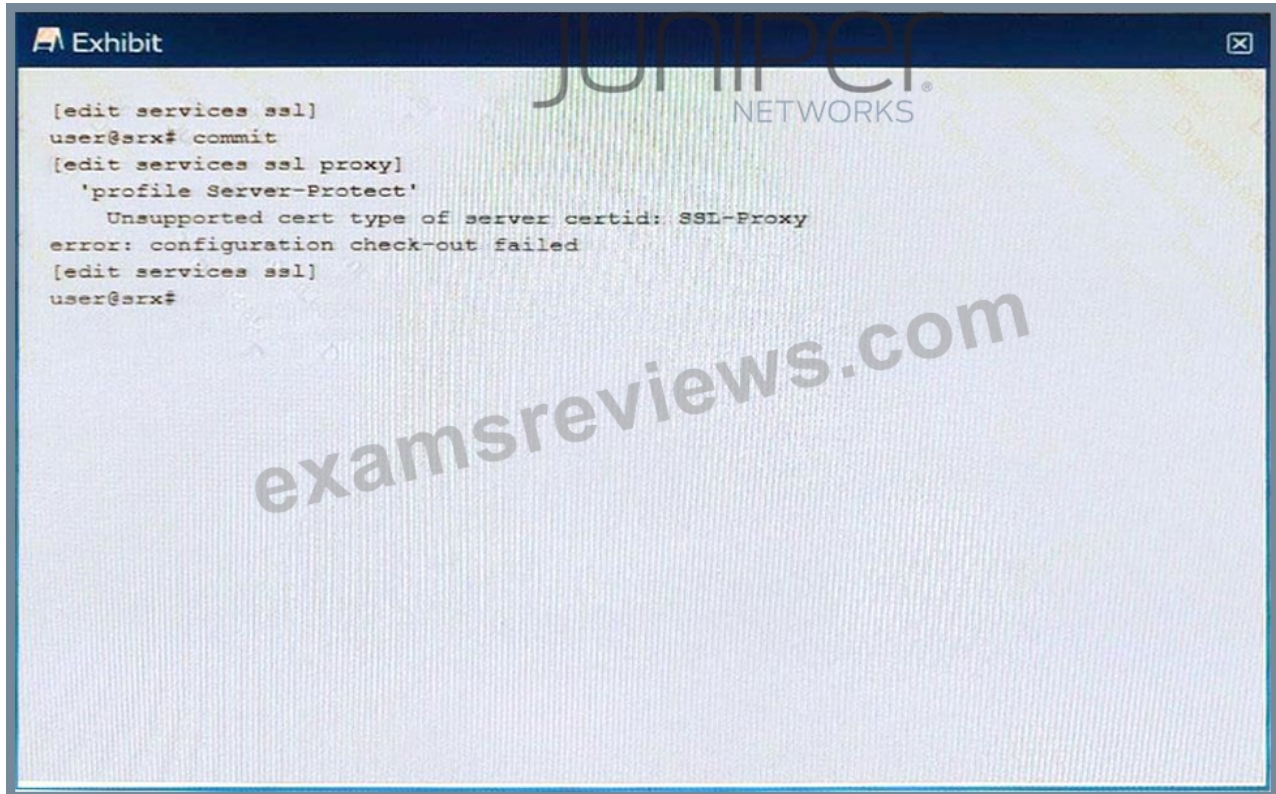 Exhibit
JUNIPER
NETWORKS
[edit services ssl]
user@srx# commit
[edit services ssl proxy]
'profile Server-Protect'
Unsupported cert type of server certid: SSL-Proxy
error: configuration check-out failed
[edit services ssl]
user@srx#
examsreviews.com